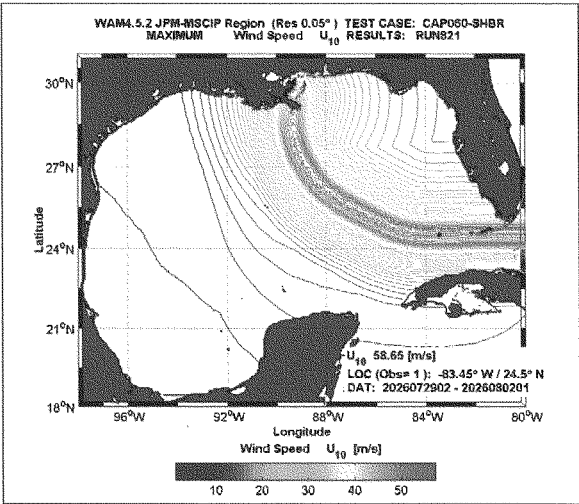 WAM4.5.2 JPM-MSCIP Region (Res 0.05° ) TEST CASE: CAP060-SHBR
MAXIMUM Wind Speed U10 RESULTS: RUN821
30°N
27°N
24°N
21°N
18°N
Latitude
U10 58.65 [m/s]
LOC (Obs# 1 ): -83.45° W / 24.5° N
DAT: 2026072902 - 2026080201
96°W 92°W 88°W 84°W 80°W
Longitude
Wind Speed U10 [m/s]
10 20 30 40 50